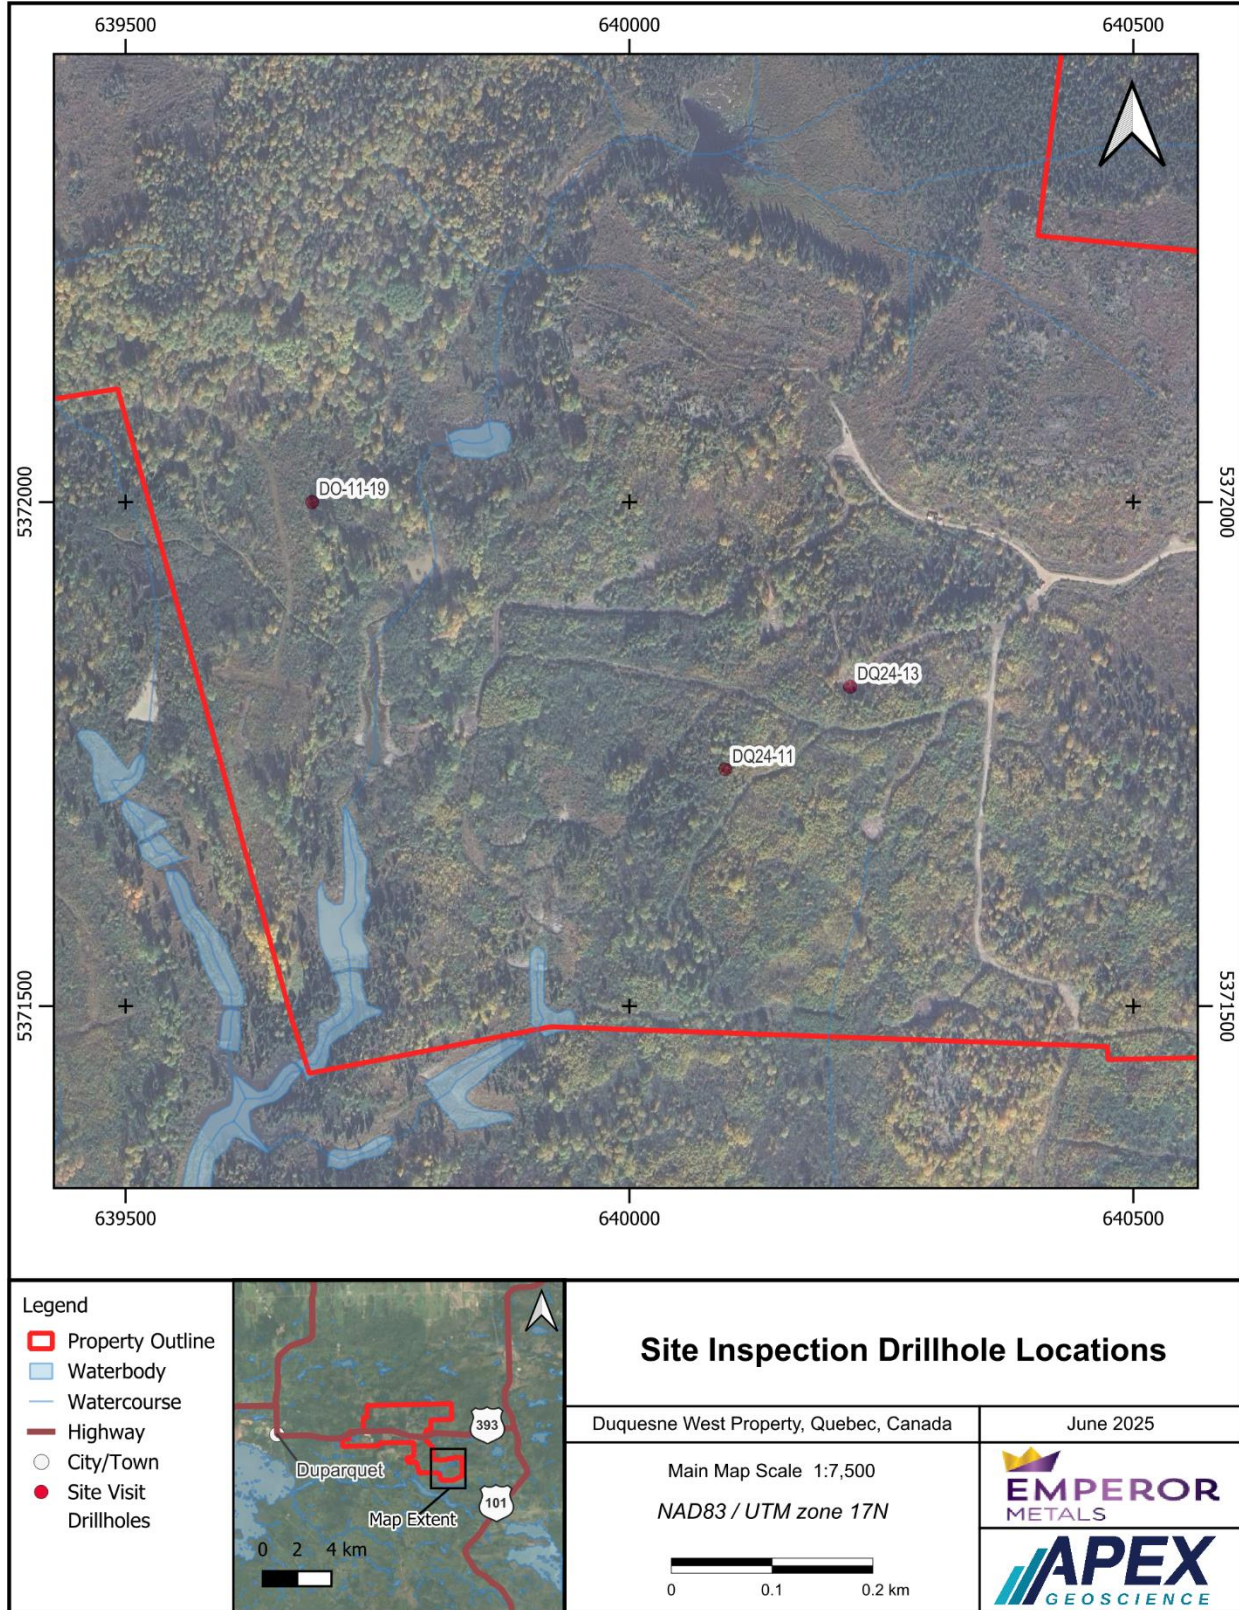 639500 640000 640500
5372000 5372000
DO-11-19
DQ24-13
DQ24-11
5371500 5371500
639500 640000 640500
Legend
Property Outline
Waterbody
Watercourse
Highway
City/Town
Site Visit
Drillholes
393
Duparquet
101
Map Extent
0 2 4 km
Site Inspection Drillhole Locations
Duquesne West Property, Quebec, Canada
June 2025
Main Map Scale 1:7,500
NAD83 / UTM zone 17N
0 0.1 0.2 km
EMPEROR
METALS
APEX
GEOSCIENCE